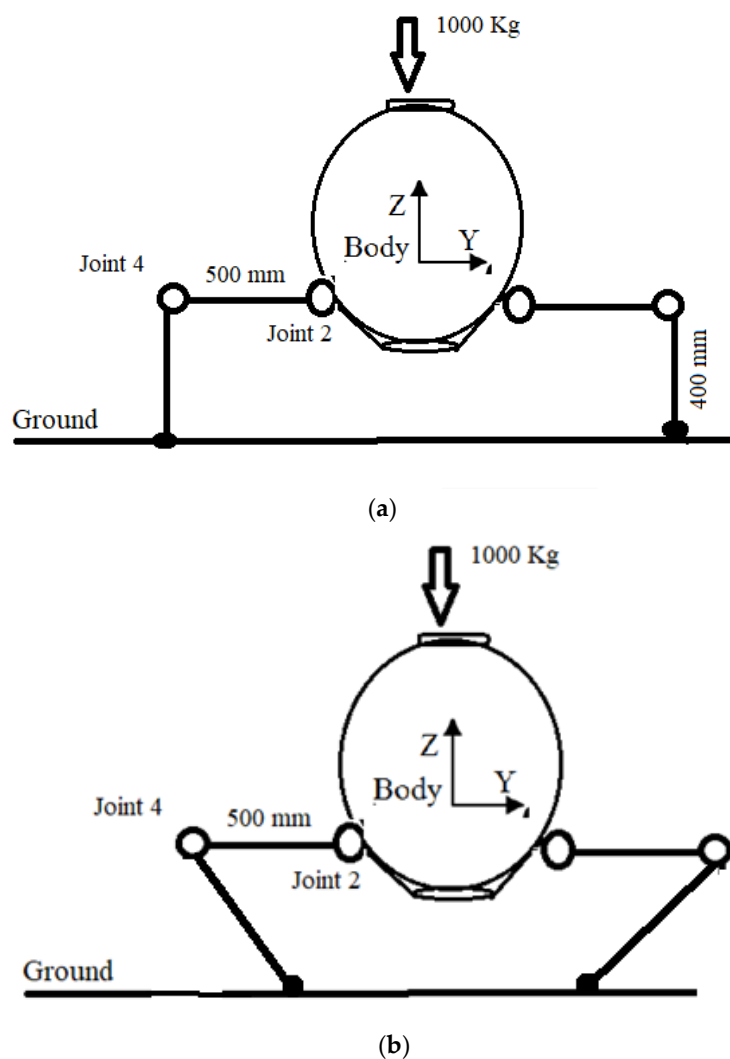 1000 Kg
Z
Body
Y
Joint 4
500 mm
Joint 2
400 mm
Ground
(a)
1000 Kg
Z
Body
Y
Joint 4
500 mm
Joint 2
Ground
(b)